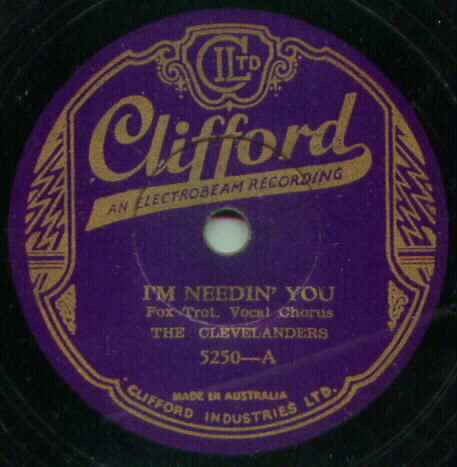 CILTD
Clifford
AN ELECTROBEAM RECORDING
I'M NEEDIN' YOU
Fox Trot. Vocal Chorus
THE CLEVELANDERS
5250—A
MADE IN AUSTRALIA
CLIFFORD INDUSTRIES LTD.